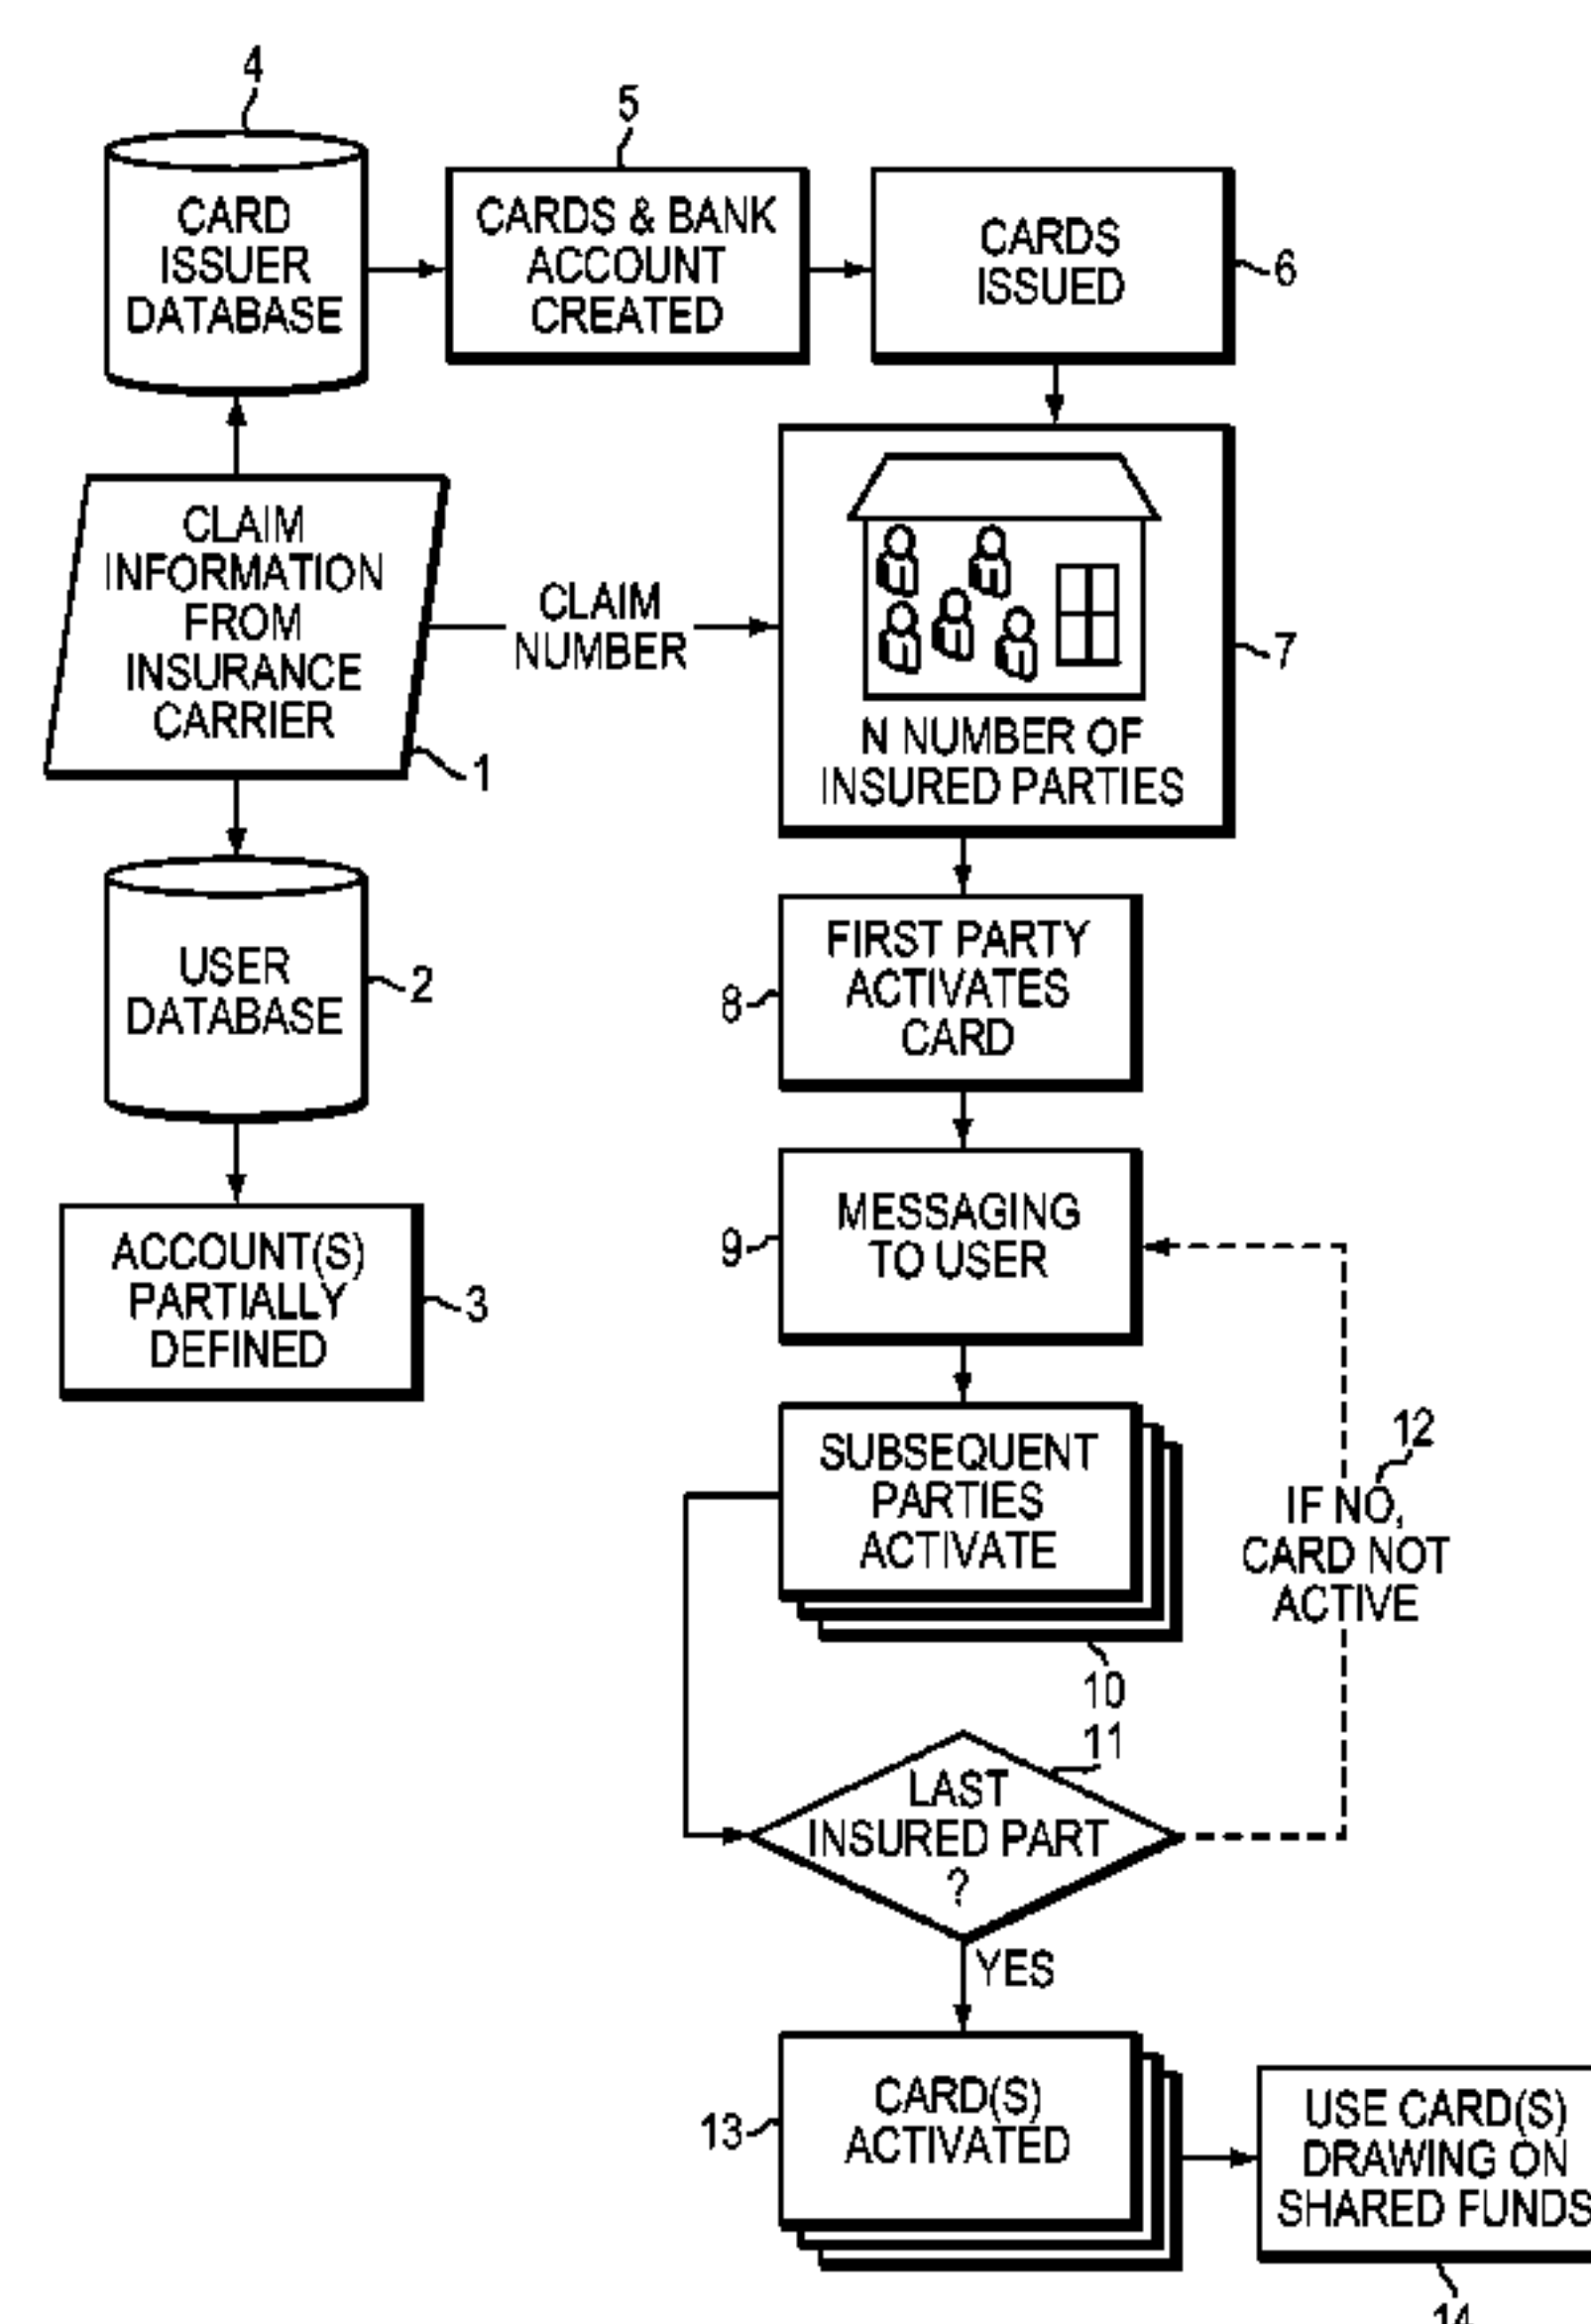 4
5
CARD
ISSUER
DATABASE
CARDS & BANK
ACCOUNT
CREATED
CARDS
ISSUED
6
CLAIM
INFORMATION
FROM
INSURANCE
CARRIER
1
CLAIM
NUMBER
7
N NUMBER OF
INSURED PARTIES
USER
DATABASE
2
8
FIRST PARTY
ACTIVATES
CARD
ACCOUNT(S)
PARTIALLY
DEFINED
3
9
MESSAGING
TO USER
SUBSEQUENT
PARTIES
ACTIVATE
10
12
IF NO,
CARD NOT
ACTIVE
11
LAST
INSURED PART
?
YES
13
CARD(S)
ACTIVATED
USE CARD(S)
DRAWING ON
SHARED FUNDS
14